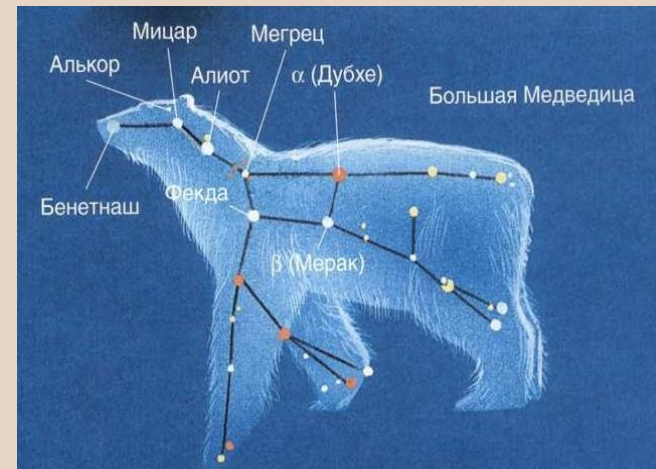 Мицар
Мегрец
Алькор
Алиот
α (Дубхе)
Большая Медведица
Фекда
Бенетнаш
β (Мерак)